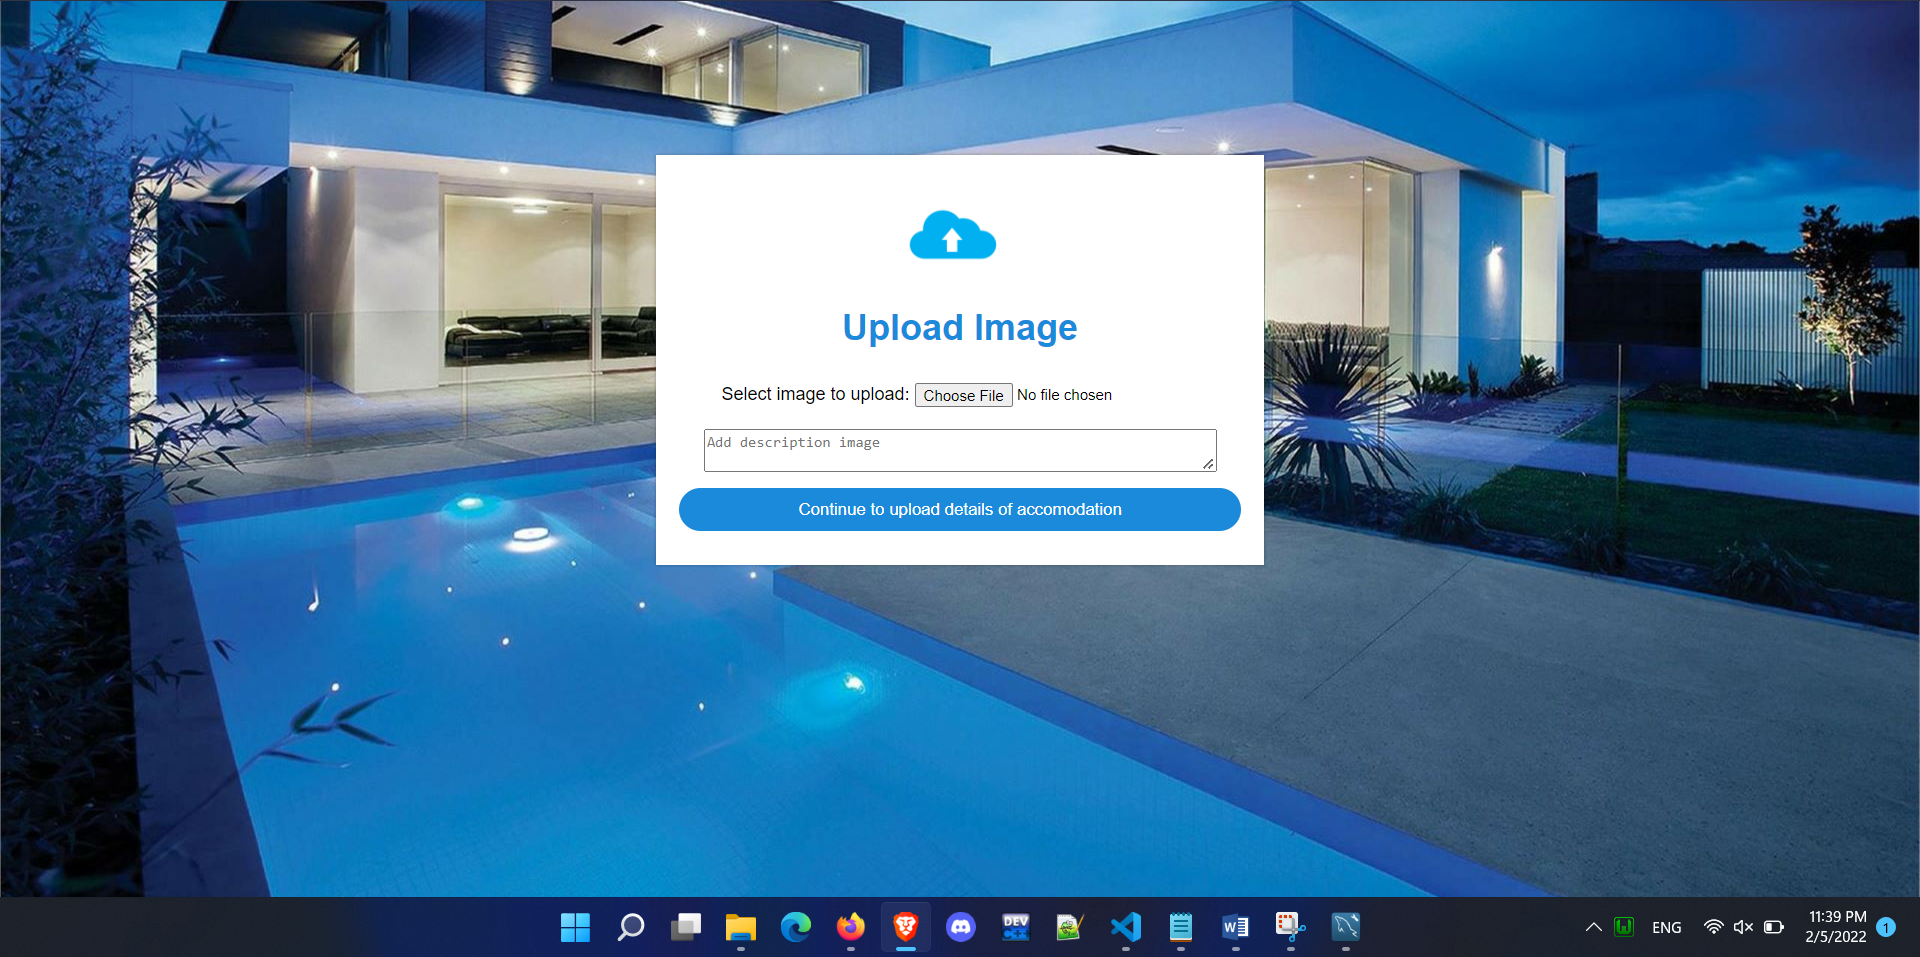 Upload Image
Select image to upload: Choose File No file chosen
Add description image
Continue to upload details of accomodation
DEV
C++
W
ENG
11:39 PM
2/5/2022
1